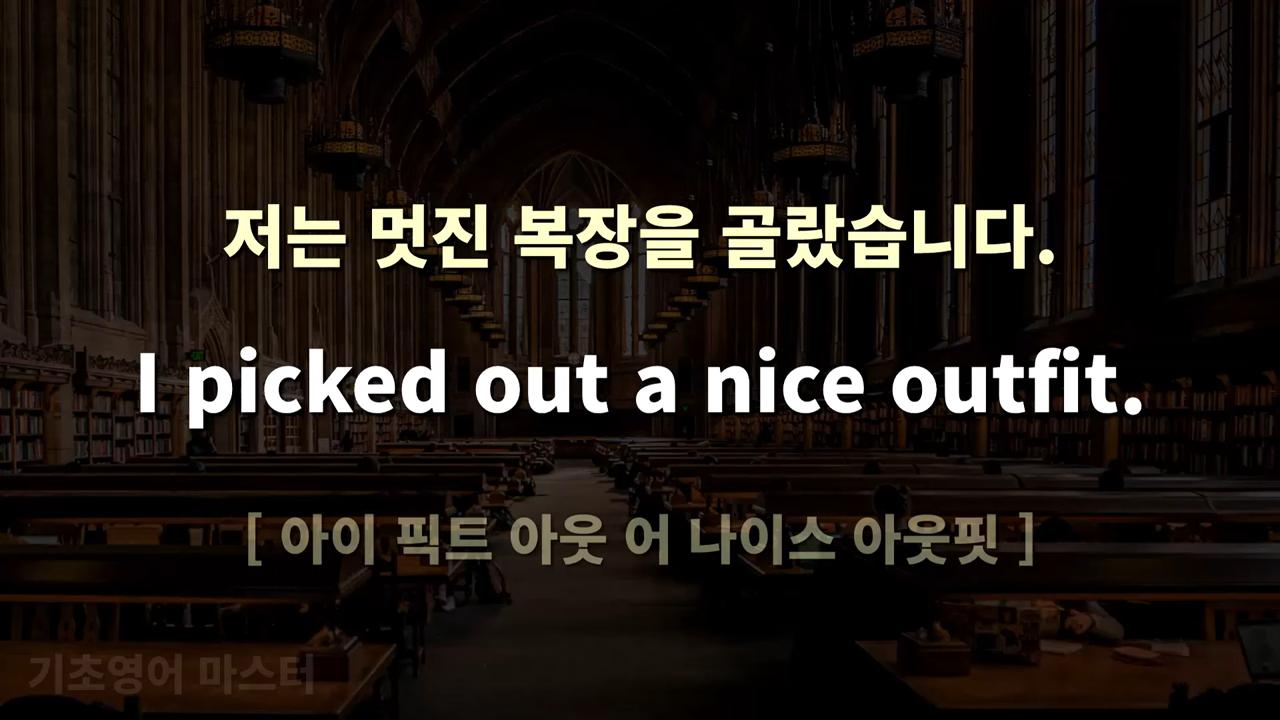 저는 멋진 복장을 골랐습니다.
I picked out a nice outfit.
[ 아이 픽트 아웃 어 나이스 아웃핏 ]
기초영어 마스터